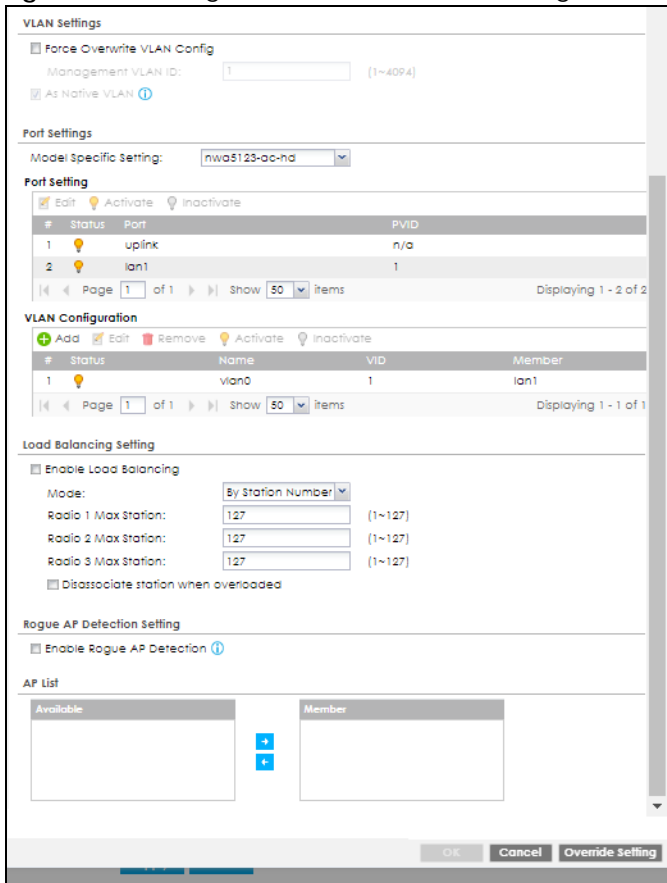 VLAN Settings
Force Overwrite VLAN Config
Management VLAN ID: 1 (1~4094)
As Native VLAN
Port Settings
Model Specific Setting: nwa5123-ac-hd
Port Setting
Edit Activate Inactivate
# Status Port PVID
1 uplink n/a
2 lan1 1
Page 1 of 1 Show 50 items Displaying 1 - 2 of 2
VLAN Configuration
Add Edit Remove Activate Inactivate
# Status Name VID Member
1 vlan0 1 lan1
Page 1 of 1 Show 50 items Displaying 1 - 1 of 1
Load Balancing Setting
Enable Load Balancing
Mode: By Station Number
Radio 1 Max Station: 127 (1~127)
Radio 2 Max Station: 127 (1~127)
Radio 3 Max Station: 127 (1~127)
Disassociate station when overloaded
Rogue AP Detection Setting
Enable Rogue AP Detection
AP List
Available Member
OK Cancel Override Setting